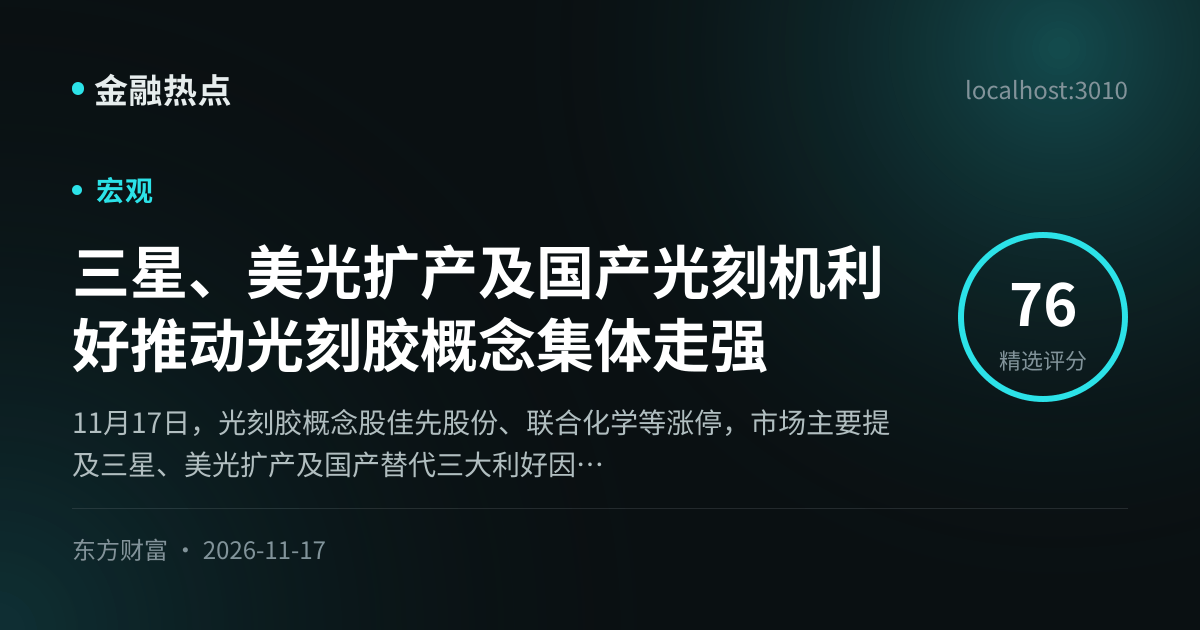 金融热点
localhost:3010
宏观
三星、美光扩产及国产光刻机利
好推动光刻胶概念集体走强
76
精选评分
11月17日，光刻胶概念股佳先股份、联合化学等涨停，市场主要提
及三星、美光扩产及国产替代三大利好因…
东方财富 • 2026-11-17